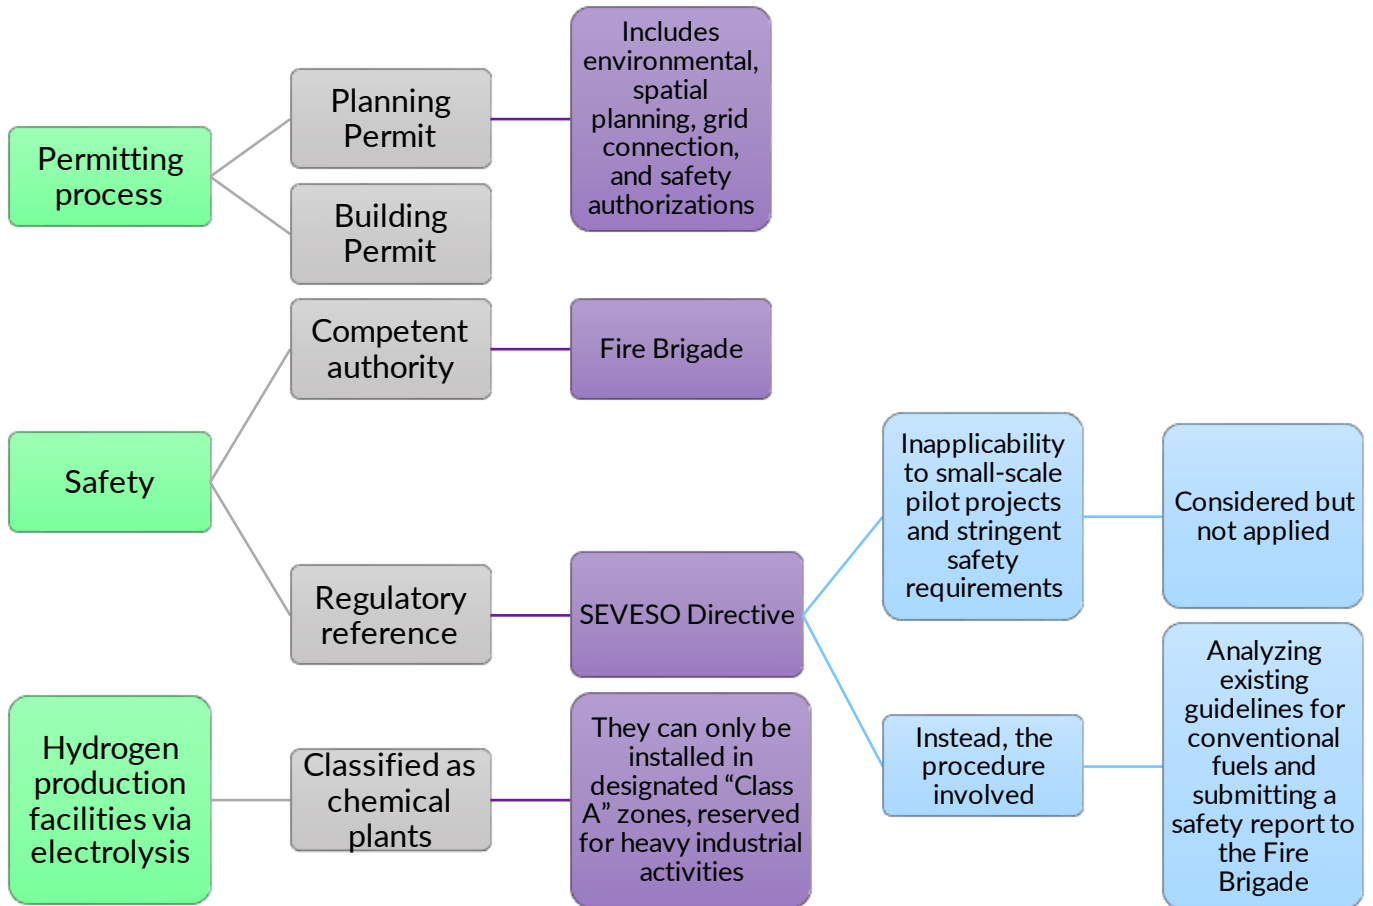 Permitting
process
Planning
Permit
Includes
environmental,
spatial
planning, grid
connection,
and safety
authorizations
Building
Permit
Safety
Competent
authority
Fire Brigade
Regulatory
reference
SEVESO Directive
Inapplicability
to small-scale
pilot projects
and stringent
safety
requirements
Considered but
not applied
Instead, the
procedure
involved
Analyzing
existing
guidelines for
conventional
fuels and
submitting a
safety report to
the Fire
Brigade
Hydrogen
production
facilities via
electrolysis
Classified as
chemical
plants
They can only be
installed in
designated “Class
A” zones, reserved
for heavy industrial
activities